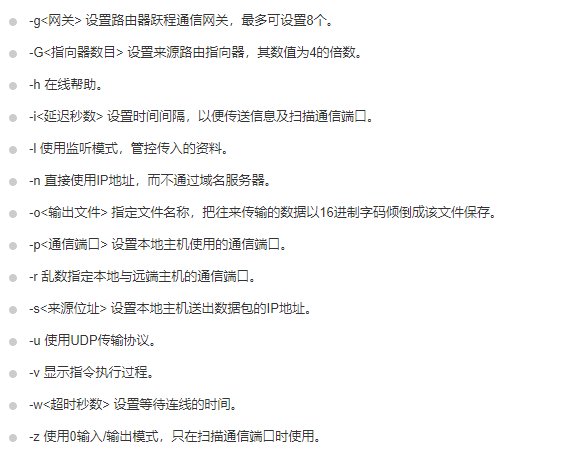 -g<网关> 设置路由器跃程通信网关，最多可设置8个。
-G<指向器数目> 设置来源路由指向器，其数值为4的倍数。
-h 在线帮助。
-i<延迟秒数> 设置时间间隔，以便传送信息及扫描通信端口。
-l 使用监听模式，管控传入的资料。
-n 直接使用IP地址，而不通过域名服务器。
-o<输出文件> 指定文件名称，把往来传输的数据以16进制字码倾倒成该文件保存。
-p<通信端口> 设置本地主机使用的通信端口。
-r 乱数指定本地与远端主机的通信端口。
-s<来源位址> 设置本地主机送出数据包的IP地址。
-u 使用UDP传输协议。
-v 显示指令执行过程。
-w<超时秒数> 设置等待连线的时间。
-z 使用0输入/输出模式，只在扫描通信端口时使用。